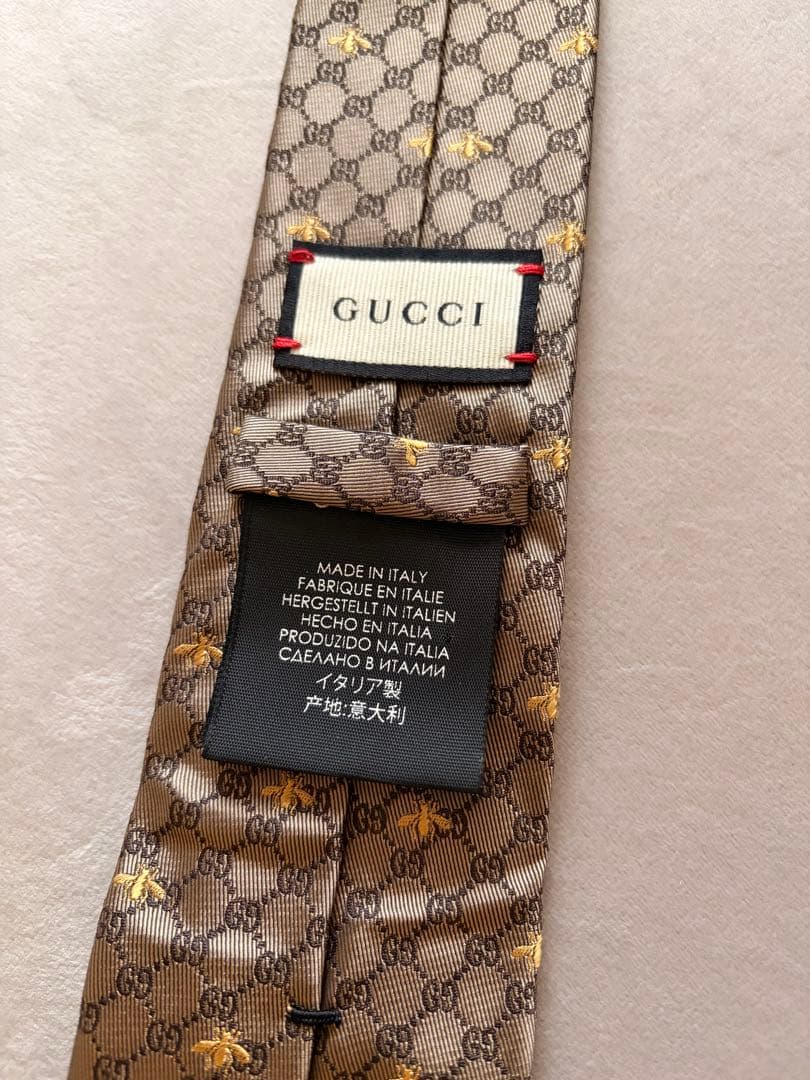 GUCCI
MADE IN ITALY
FABRIQUE EN ITALIE
HERGESTELLT IN ITALIEN
HECHO EN ITALIA
PRODUZIDO NA ITALIA
СДЕЛАНО В ИТАЛИИ
イタリア製
产地:意大利